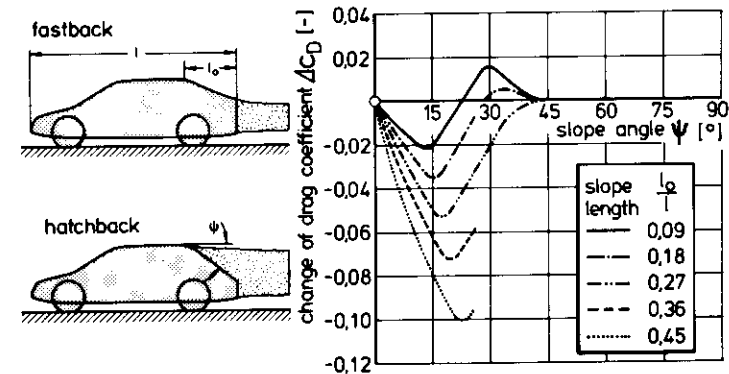 fastback
l
l₀
hatchback
ψ
change of drag coefficient ΔC_D [-]
0,04
0,02
-0,02
-0,04
-0,06
-0,08
-0,10
-0,12
15 30 45 60 75 90
slope angle ψ [°]
slope length l₀/l
0,09
0,18
0,27
0,36
0,45